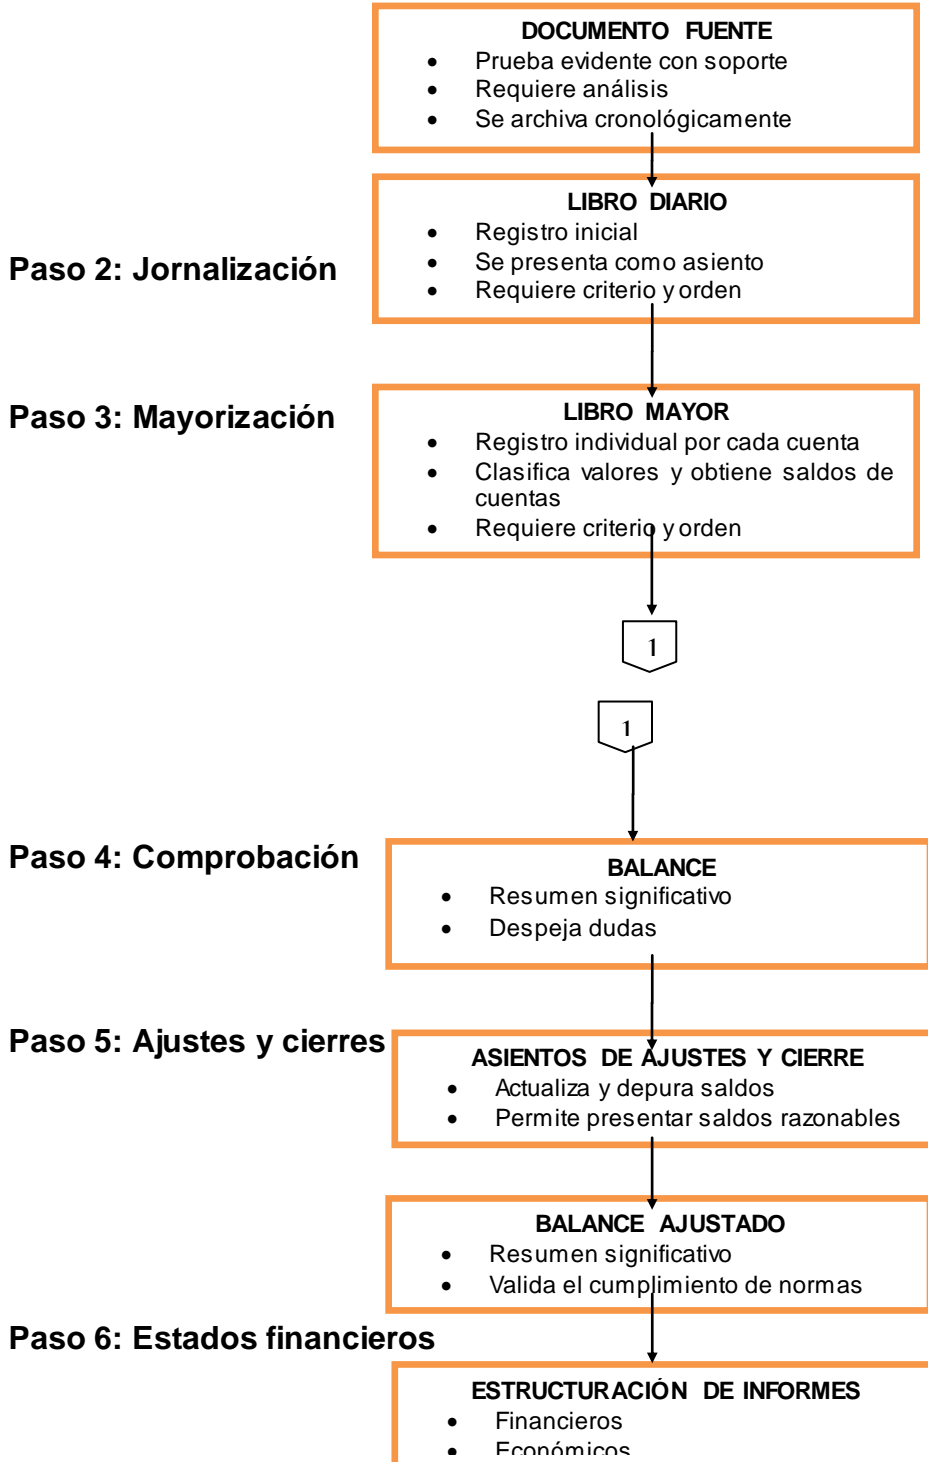 DOCUMENTO FUENTE
• Prueba evidente con soporte
• Requiere análisis
• Se archiva cronológicamente
LIBRO DIARIO
• Registro inicial
Paso 2: Jornalización
• Se presenta como asiento
• Requiere criterio y orden
Paso 3: Mayorización
LIBRO MAYOR
• Registro individual por cada cuenta
• Clasifica valores y obtiene saldos de
cuentas
• Requiere criterio y orden
1
1
Paso 4: Comprobación
BALANCE
• Resumen significativo
• Despeja dudas
Paso 5: Ajustes y cierres
ASIENTOS DE AJUSTES Y CIERRE
• Actualiza y depura saldos
• Permite presentar saldos razonables
BALANCE AJUSTADO
• Resumen significativo
• Valida el cumplimiento de normas
Paso 6: Estados financieros
ESTRUCTURACIÓN DE INFORMES
• Financieros
• Económicos